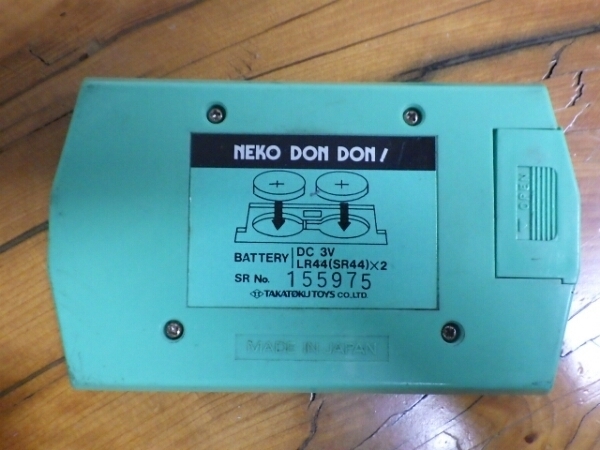 NEKO DON DON!
+ +
BATTERY DC 3V
LR44(SR44)×2
SR No. 155975
TAKATOKU TOYS CO.,LTD.
MADE IN JAPAN
OPEN